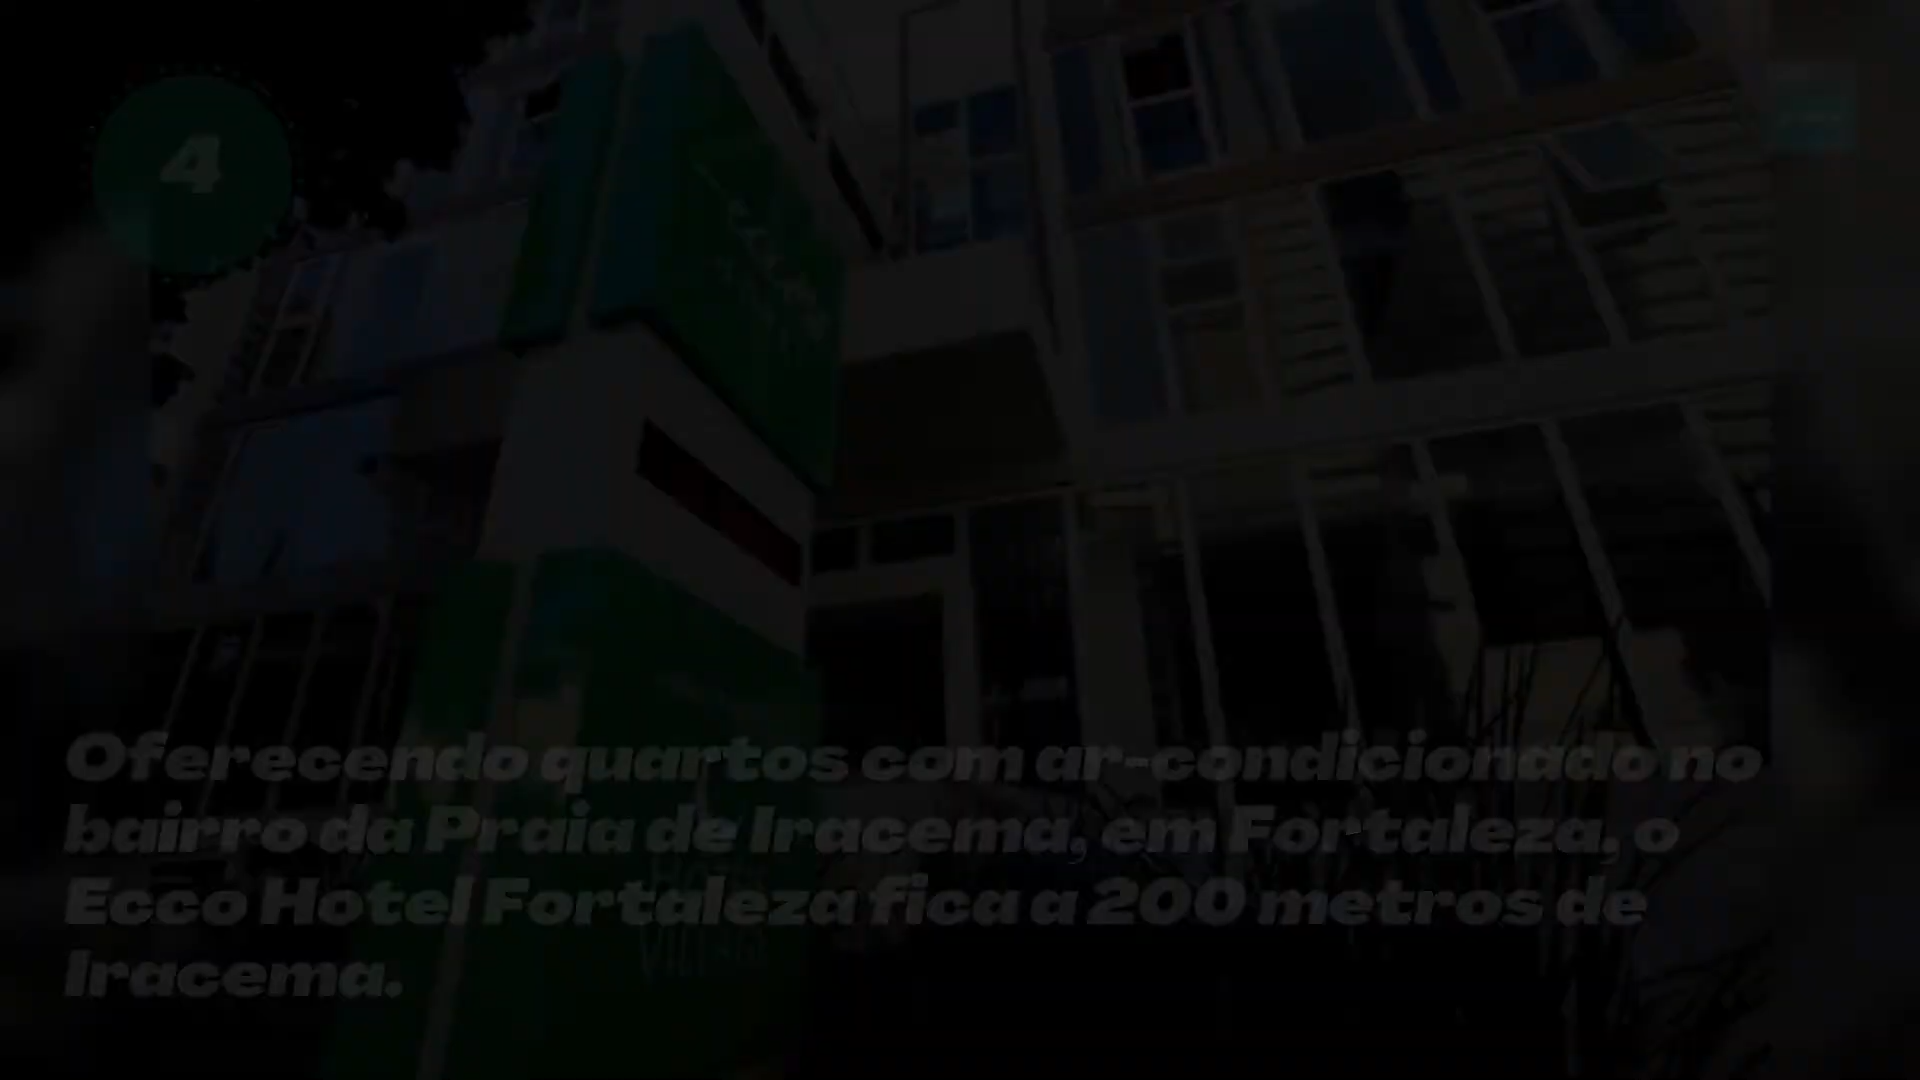 4
Oferecendo quartos com ar-condicionado no
bairro da Praia de Iracema, em Fortaleza, o
Ecco Hotel Fortaleza fica a 200 metros de
Iracema.